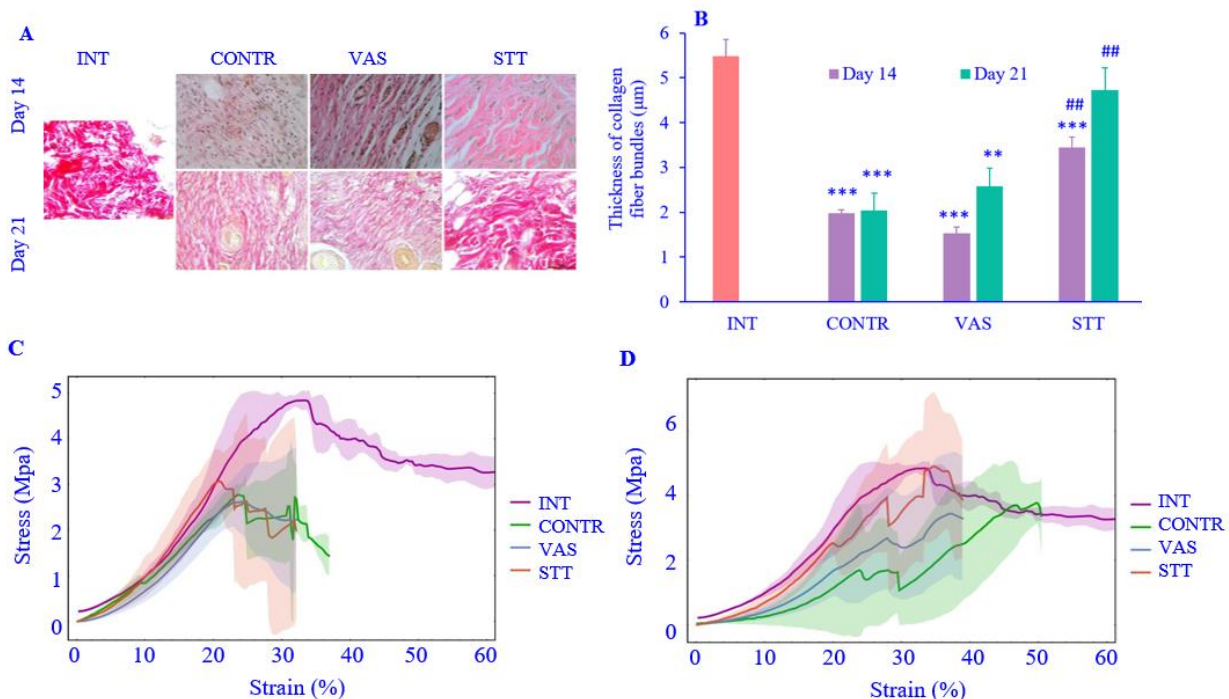 A
INT
CONTR
VAS
STT
Day 14
Day 21
B
Thickness of collagen
fiber bundles (μm)
6
5
4
3
2
1
0
Day 14
Day 21
***
***
***
**
##
***
##
INT
CONTR
VAS
STT
C
Stress (Mpa)
5
4
3
2
1
0
0
10
20
30
40
50
60
Strain (%)
INT
CONTR
VAS
STT
D
Stress (Mpa)
6
4
2
0
0
10
20
30
40
50
60
Strain (%)
INT
CONTR
VAS
STT